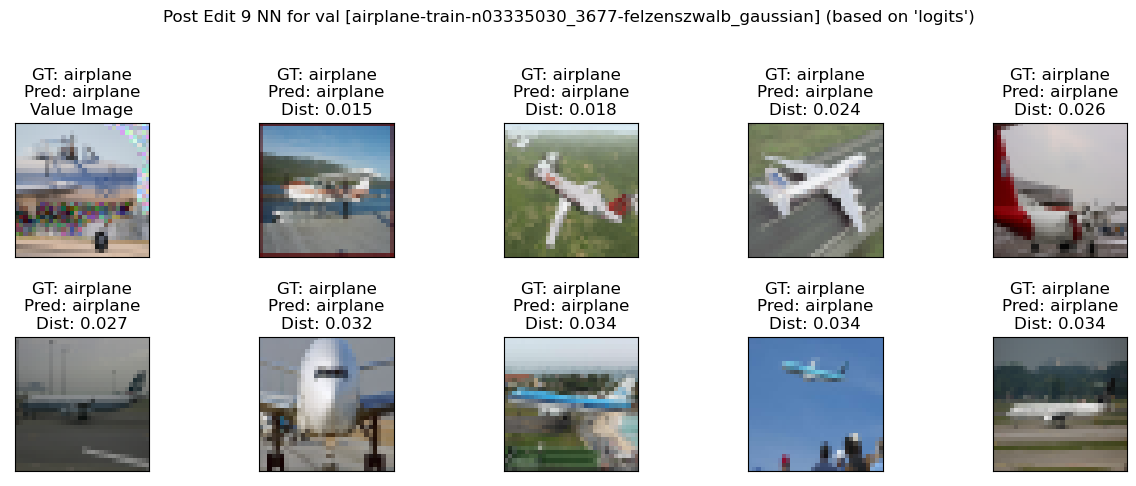 Post Edit 9 NN for val [airplane-train-n03335030_3677-felzenszwalb_gaussian] (based on 'logits')
GT: airplane
Pred: airplane
Value Image
GT: airplane
Pred: airplane
Dist: 0.015
GT: airplane
Pred: airplane
Dist: 0.018
GT: airplane
Pred: airplane
Dist: 0.024
GT: airplane
Pred: airplane
Dist: 0.026
GT: airplane
Pred: airplane
Dist: 0.027
GT: airplane
Pred: airplane
Dist: 0.032
GT: airplane
Pred: airplane
Dist: 0.034
GT: airplane
Pred: airplane
Dist: 0.034
GT: airplane
Pred: airplane
Dist: 0.034